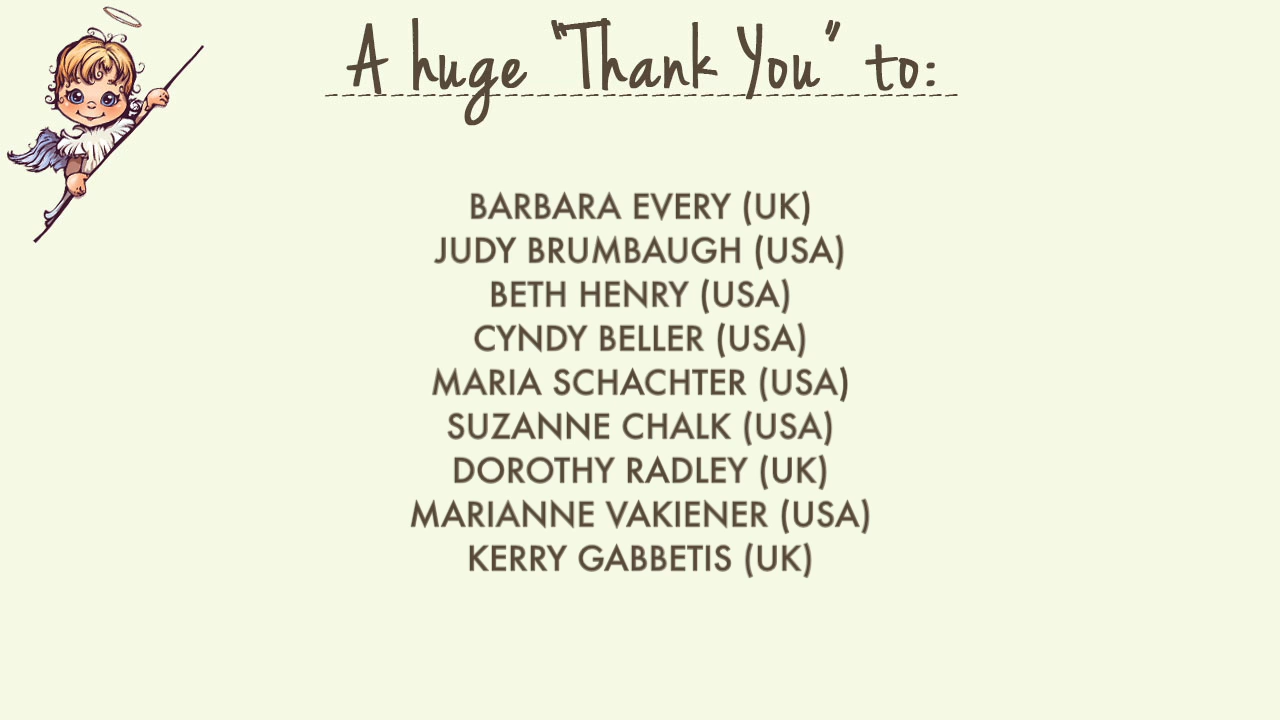 A huge "Thank You" to:
BARBARA EVERY (UK)
JUDY BRUMBAUGH (USA)
BETH HENRY (USA)
CYNDY BELLER (USA)
MARIA SCHACHTER (USA)
SUZANNE CHALK (USA)
DOROTHY RADLEY (UK)
MARIANNE VAKIENER (USA)
KERRY GABBETIS (UK)